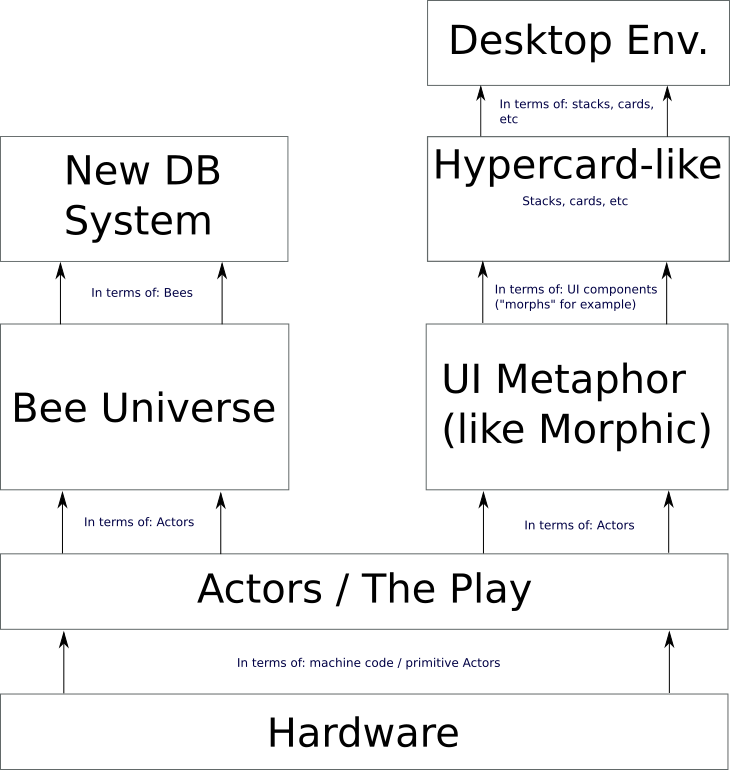 Desktop Env.
In terms of: stacks, cards,
etc
New DB
System
Hypercard-like
Stacks, cards, etc
In terms of: Bees
In terms of: UI components
("morphs" for example)
Bee Universe
UI Metaphor
(like Morphic)
In terms of: Actors
In terms of: Actors
Actors / The Play
In terms of: machine code / primitive Actors
Hardware